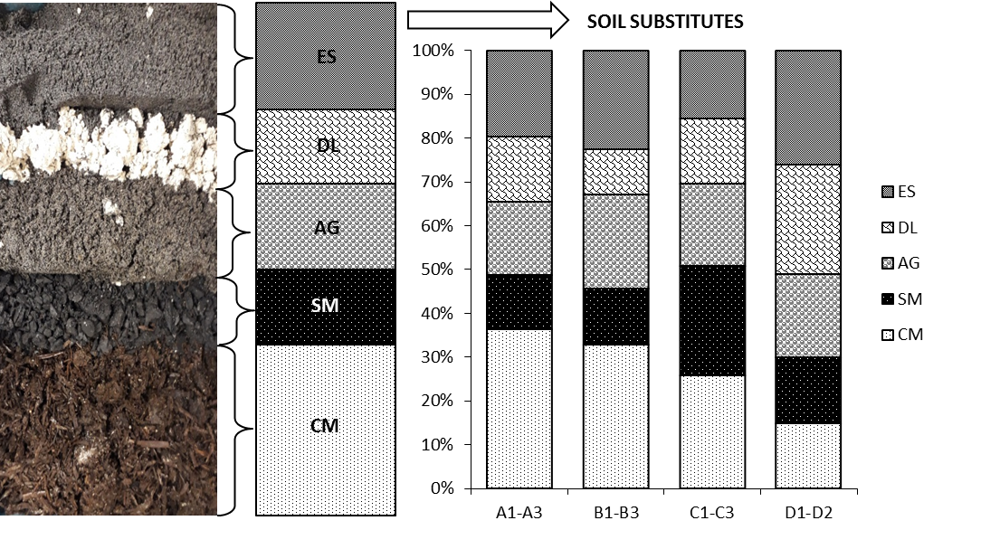 ES
DL
AG
SM
CM
SOIL SUBSTITUTES
100%
90%
80%
70%
60%
50%
40%
30%
20%
10%
0%
A1-A3 B1-B3 C1-C3 D1-D2
ES
DL
AG
SM
CM